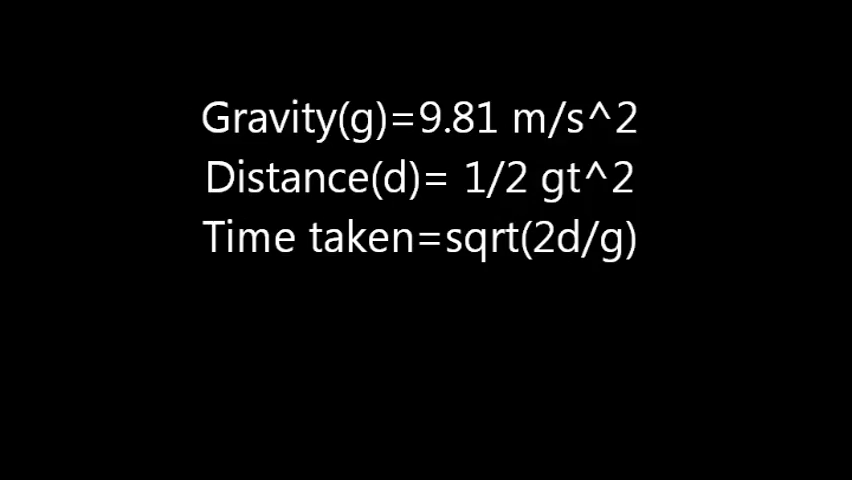 Gravity(g)=9.81 m/s^2
Distance(d)= 1/2 gt^2
Time taken=sqrt(2d/g)